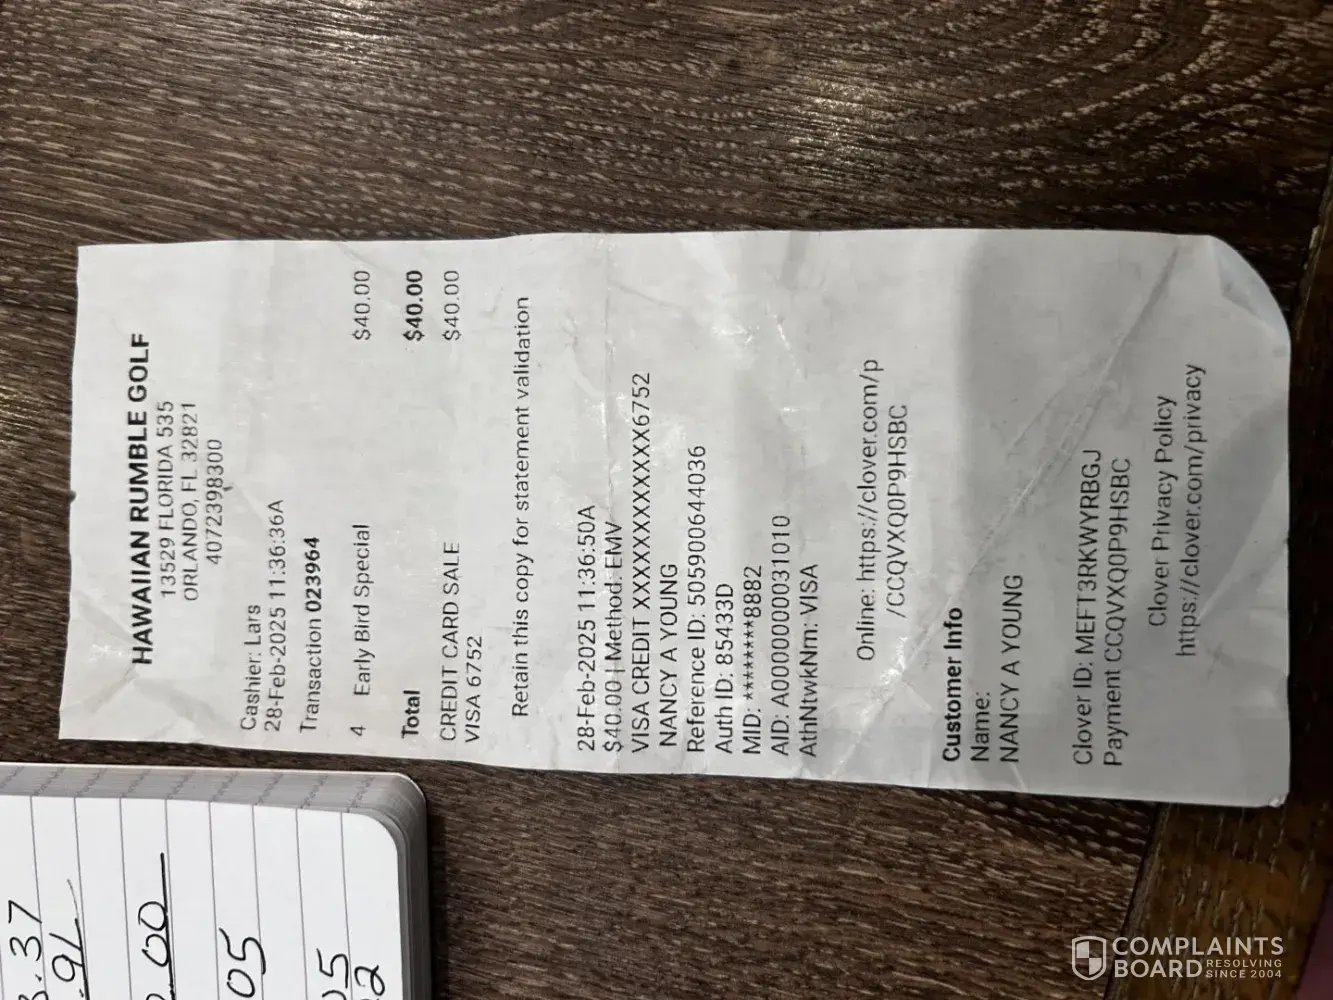 HAWAIIAN RUMBLE GOLF
13529 FLORIDA 535
ORLANDO, FL 32821
4072398300
Cashier: Lars
28-Feb-2025 11:36:36A
Transaction 023964
4 Early Bird Special $40.00
Total $40.00
CREDIT CARD SALE $40.00
VISA 6752
Retain this copy for statement validation
28-Feb-2025 11:36:50A
$40.00 | Method: EMV
VISA CREDIT XXXXXXXXXXXX6752
NANCY A YOUNG
Reference ID: 505900644036
Auth ID: 85433D
MID: ********8882
AID: A0000000031010
AthNtwkNm: VISA
Online: https://clover.com/p
/CCQVXQ0P9HSBC
Customer Info
Name:
NANCY A YOUNG
Clover ID: MEFT3RKWYRBGJ
Payment CCQVXQ0P9HSBC
Clover Privacy Policy
https://clover.com/privacy
.37
.00
05
COMPLAINTS
BOARD RESOLVING
SINCE 2004